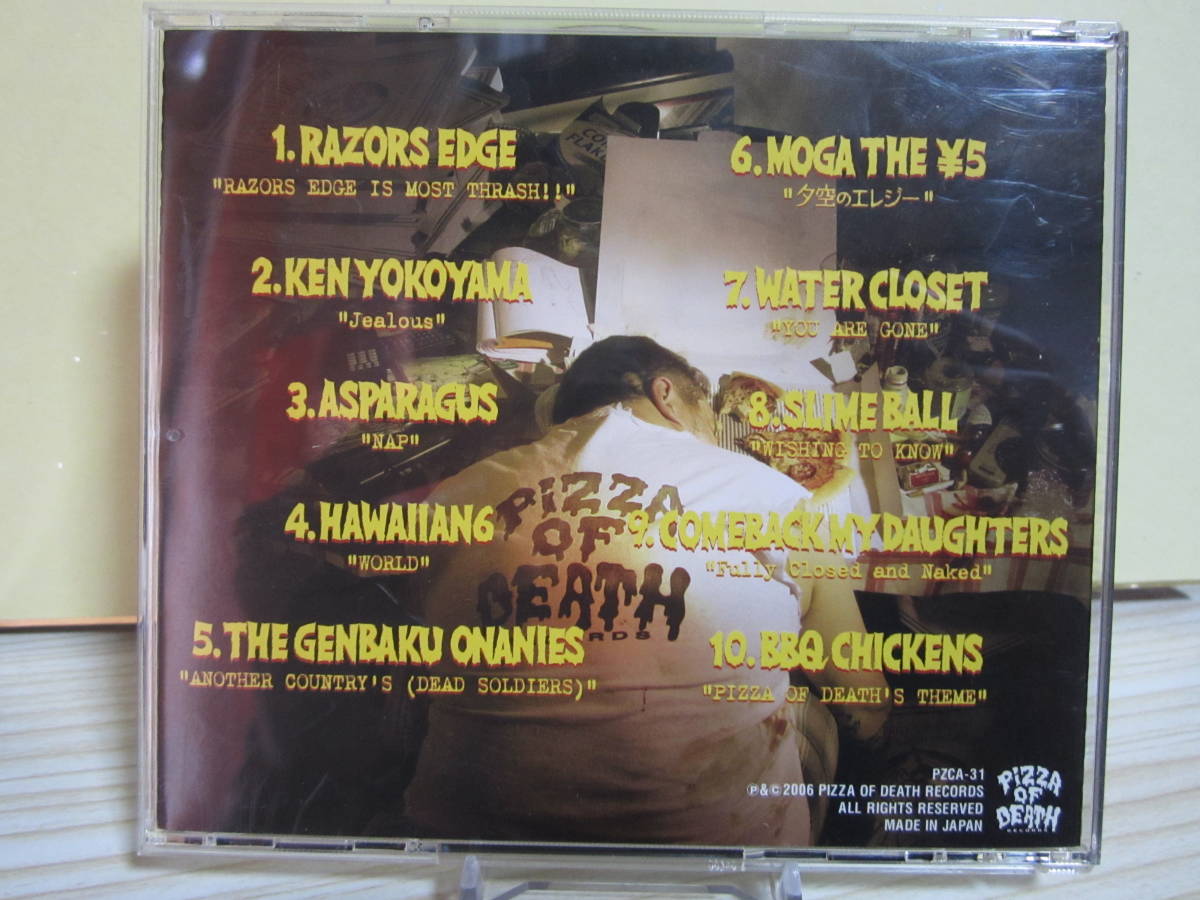 1. RAZORS EDGE
"RAZORS EDGE IS MOST THRASH!!"
2. KEN YOKOYAMA
"Jealous"
3. ASPARAGUS
"NAP"
4. HAWAIIAN6
"WORLD"
5. THE GENBAKU ONANIES
"ANOTHER COUNTRY'S (DEAD SOLDIERS)"
6. MOGA THE ¥5
"夕空のエレジー"
7. WATER CLOSET
"YOU ARE GONE"
8. SLIME BALL
"WISHING TO KNOW"
9. COMEBACK MY DAUGHTERS
"Fully Closed and Naked"
10. BBQ CHICKENS
"PIZZA OF DEATH'S THEME"
PIZZA
OF
DEATH
PZCA-31
Ⓟ&© 2006 PIZZA OF DEATH RECORDS
ALL RIGHTS RESERVED
MADE IN JAPAN
PIZZA
OF
DEATH
RECORDS